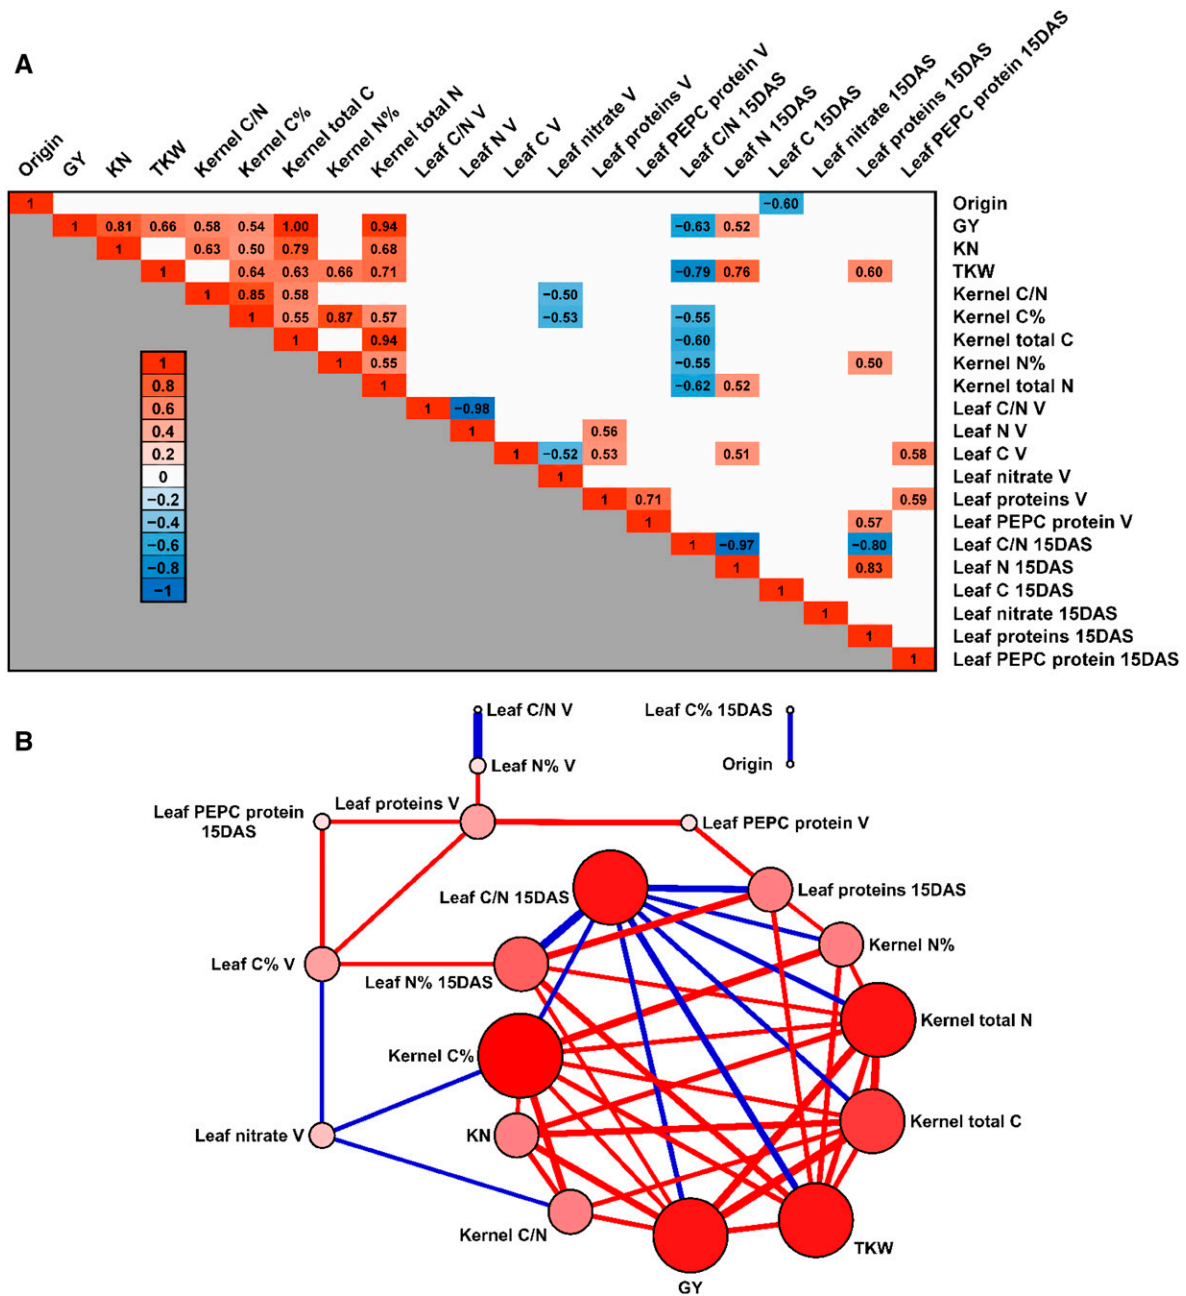 A
Origin
GY
KN
TKW
Kernel C/N
Kernel C%
Kernel total C
Kernel N%
Kernel total N
Leaf C/N V
Leaf N V
Leaf C V
Leaf nitrate V
Leaf proteins V
Leaf PEPC protein V
Leaf C/N 15DAS
Leaf N 15DAS
Leaf C 15DAS
Leaf nitrate 15DAS
Leaf proteins 15DAS
Leaf PEPC protein 15DAS
1 −0.60 Origin
1 0.81 0.66 0.58 0.54 1.00 0.94 −0.63 0.52 GY
1 0.63 0.50 0.79 0.68 KN
1 0.64 0.63 0.66 0.71 −0.79 0.76 0.60 TKW
1 0.85 0.58 −0.50 Kernel C/N
1 0.55 0.87 0.57 −0.53 −0.55 Kernel C%
1 0.94 −0.60 Kernel total C
1 0.55 −0.55 0.50 Kernel N%
1 −0.62 0.52 Kernel total N
1 −0.98 Leaf C/N V
1 0.56 Leaf N V
1 −0.52 0.53 0.51 0.58 Leaf C V
1 Leaf nitrate V
1 0.71 0.59 Leaf proteins V
1 0.57 Leaf PEPC protein V
1 −0.97 −0.80 Leaf C/N 15DAS
1 0.83 Leaf N 15DAS
1 Leaf C 15DAS
1 Leaf nitrate 15DAS
1 Leaf proteins 15DAS
1 Leaf PEPC protein 15DAS
1
0.8
0.6
0.4
0.2
0
−0.2
−0.4
−0.6
−0.8
−1
B
Leaf C/N V
Leaf C% 15DAS
Leaf N% V
Origin
Leaf PEPC protein
15DAS
Leaf proteins V
Leaf PEPC protein V
Leaf C/N 15DAS
Leaf proteins 15DAS
Kernel N%
Leaf C% V
Leaf N% 15DAS
Kernel total N
Kernel C%
Kernel total C
Leaf nitrate V
KN
Kernel C/N
TKW
GY